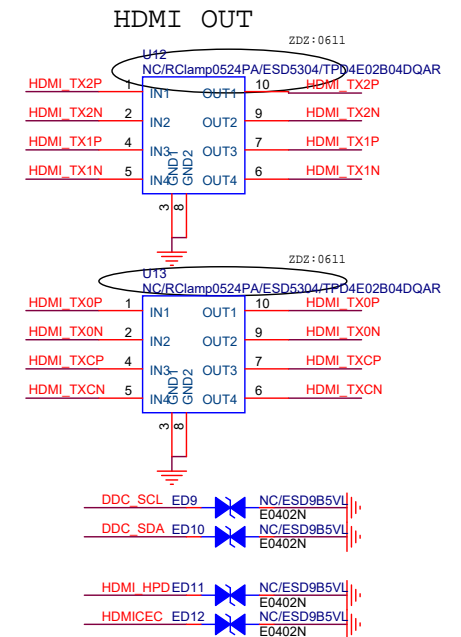 HDMI OUT
ZDZ:0611
U12
NC/RClamp0524PA/ESD5304/TPD4E02B04DQAR
HDMI_TX2P 1 IN1 OUT1 10 HDMI_TX2P
HDMI_TX2N 2 IN2 OUT2 9 HDMI_TX2N
HDMI_TX1P 4 IN3 OUT3 7 HDMI_TX1P
HDMI_TX1N 5 IN4 OUT4 6 HDMI_TX1N
GND1 GND2
3 8
ZDZ:0611
U13
NC/RClamp0524PA/ESD5304/TPD4E02B04DQAR
HDMI_TX0P 1 IN1 OUT1 10 HDMI_TX0P
HDMI_TX0N 2 IN2 OUT2 9 HDMI_TX0N
HDMI_TXCP 4 IN3 OUT3 7 HDMI_TXCP
HDMI_TXCN 5 IN4 OUT4 6 HDMI_TXCN
GND1 GND2
3 8
DDC_SCL ED9 NC/ESD9B5VL
E0402N
DDC_SDA ED10 NC/ESD9B5VL
E0402N
HDMI_HPD ED11 NC/ESD9B5VL
E0402N
HDMICEC ED12 NC/ESD9B5VL
E0402N